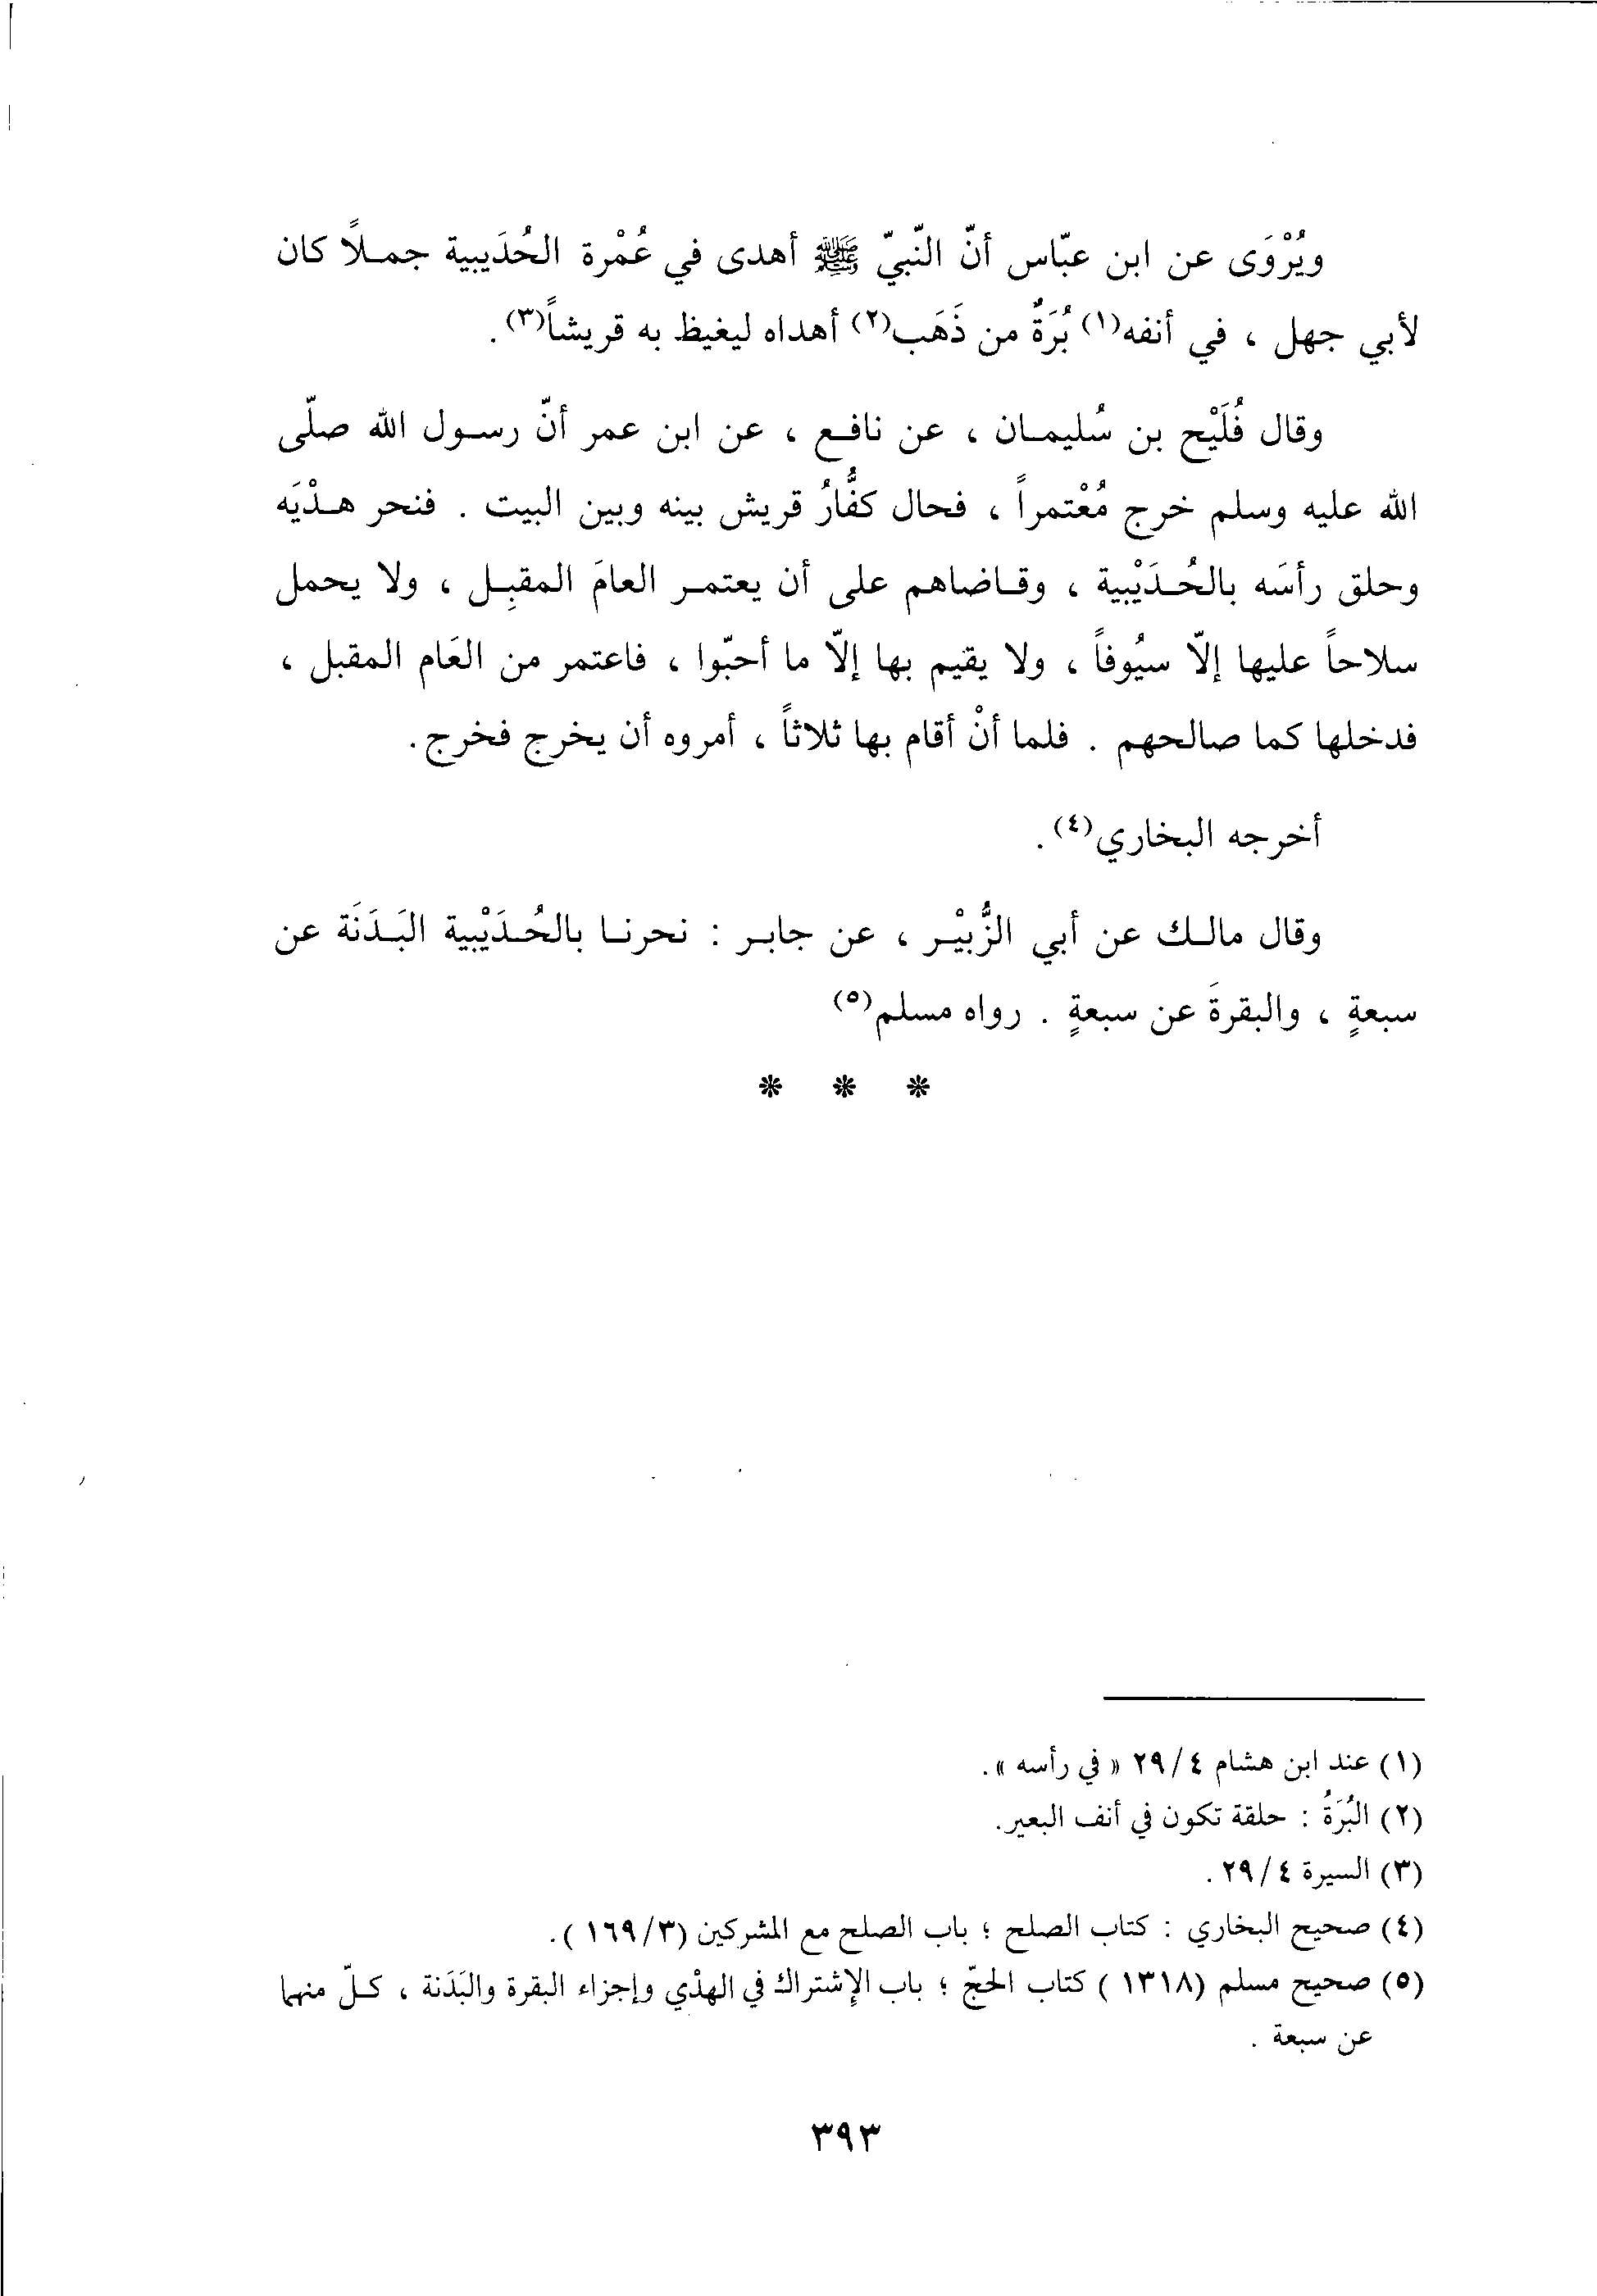 ويُرْوَى عن ابن عبّاس أنّ النّبيّ ﷺ أهدى في عُمْرة الحُدَيبية جملاً كان
لأبي جهل ، في أنفه(١) بُرَةٌ من ذَهَب(٢) أهداه ليغيظ به قريشاً(٣) .
وقال فُلَيْح بن سُليمان ، عن نافع ، عن ابن عمر أنّ رسول الله صلّى
الله عليه وسلم خرج مُعْتمراً ، فحال كفُّارُ قريش بينه وبين البيت . فنحر هدْيَه
وحلق رأسَه بالحُدَيْبية ، وقاضاهم على أن يعتمر العامَ المقبِل ، ولا يحمل
سلاحاً عليها إلّا سيُوفاً ، ولا يقيم بها إلّا ما أحبّوا ، فاعتمر من العَام المقبل ،
فدخلها كما صالحهم . فلما أنْ أقام بها ثلاثاً ، أمروه أن يخرج فخرج .
أخرجه البخاري(٤) .
وقال مالك عن أبي الزُّبيْر ، عن جابر : نحرنا بالحُدَيْبية البَدَنَة عن
سبعةٍ ، والبقرةَ عن سبعةٍ . رواه مسلم(٥)
* * *
(١) عند ابن هشام ٢٩/٤ « في رأسه » .
(٢) البُرَةُ : حلقة تكون في أنف البعير .
(٣) السيرة ٢٩/٤ .
(٤) صحيح البخاري : كتاب الصلح ؛ باب الصلح مع المشركين (١٦٩/٣ ) .
(٥) صحيح مسلم (١٣١٨ ) كتاب الحجّ ؛ باب الإشتراك في الهدْي وإجزاء البقرة والبَدَنة ، كلّ منهما
عن سبعة .
٣٩٣